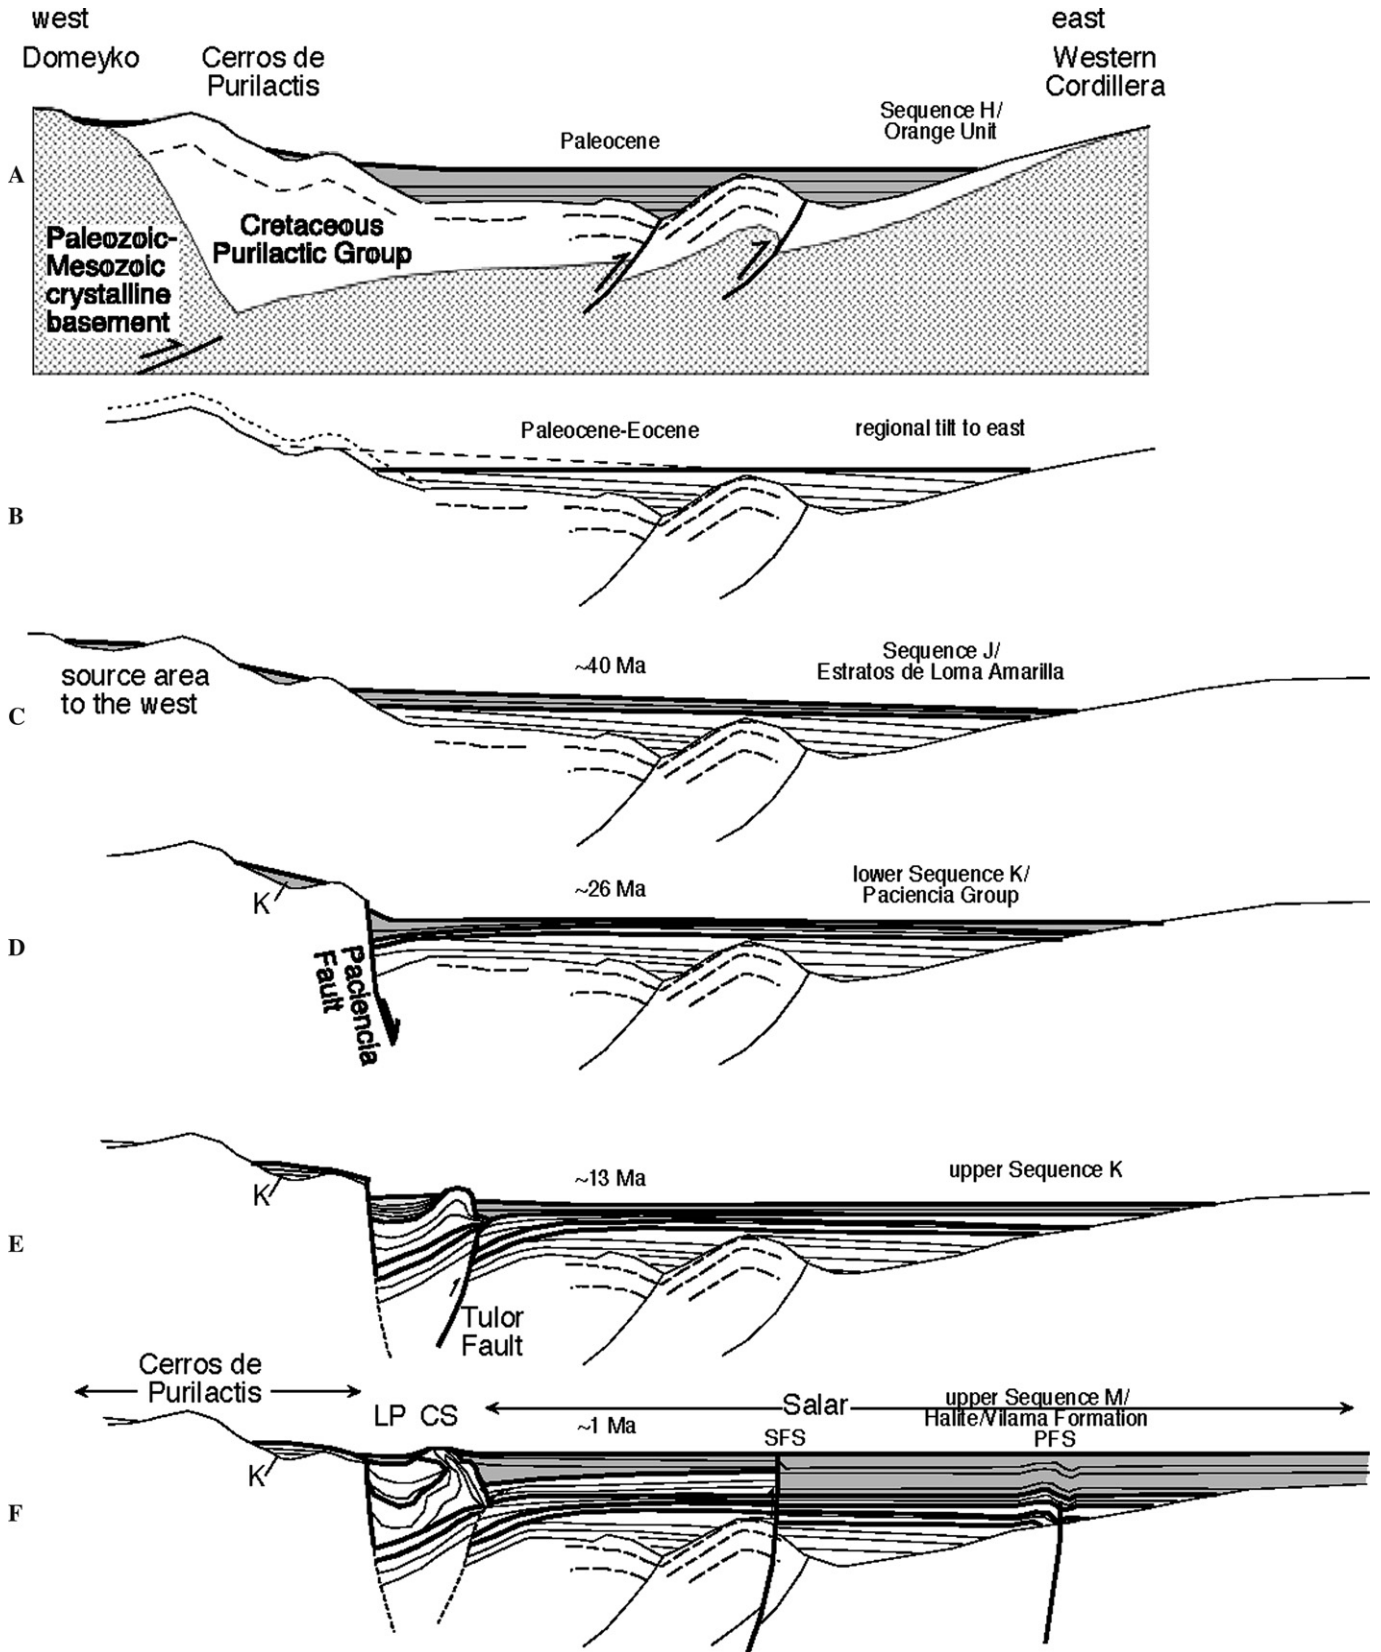 west
east
Domeyko
Cerros de
Purilactis
Western
Cordillera
Sequence H/
Orange Unit
Paleocene
A
Cretaceous
Purilactic Group
Paleozoic-
Mesozoic
crystalline
basement
Paleocene-Eocene
regional tilt to east
B
source area
to the west
~40 Ma
Sequence J/
Estratos de Loma Amarilla
C
K
~26 Ma
lower Sequence K/
Paciencia Group
D
Paciencia
Fault
K
~13 Ma
upper Sequence K
E
Tulor
Fault
Cerros de
Purilactis
LP CS
~1 Ma
Salar
upper Sequence M/
Halite/Vilama Formation
SFS
PFS
K
F